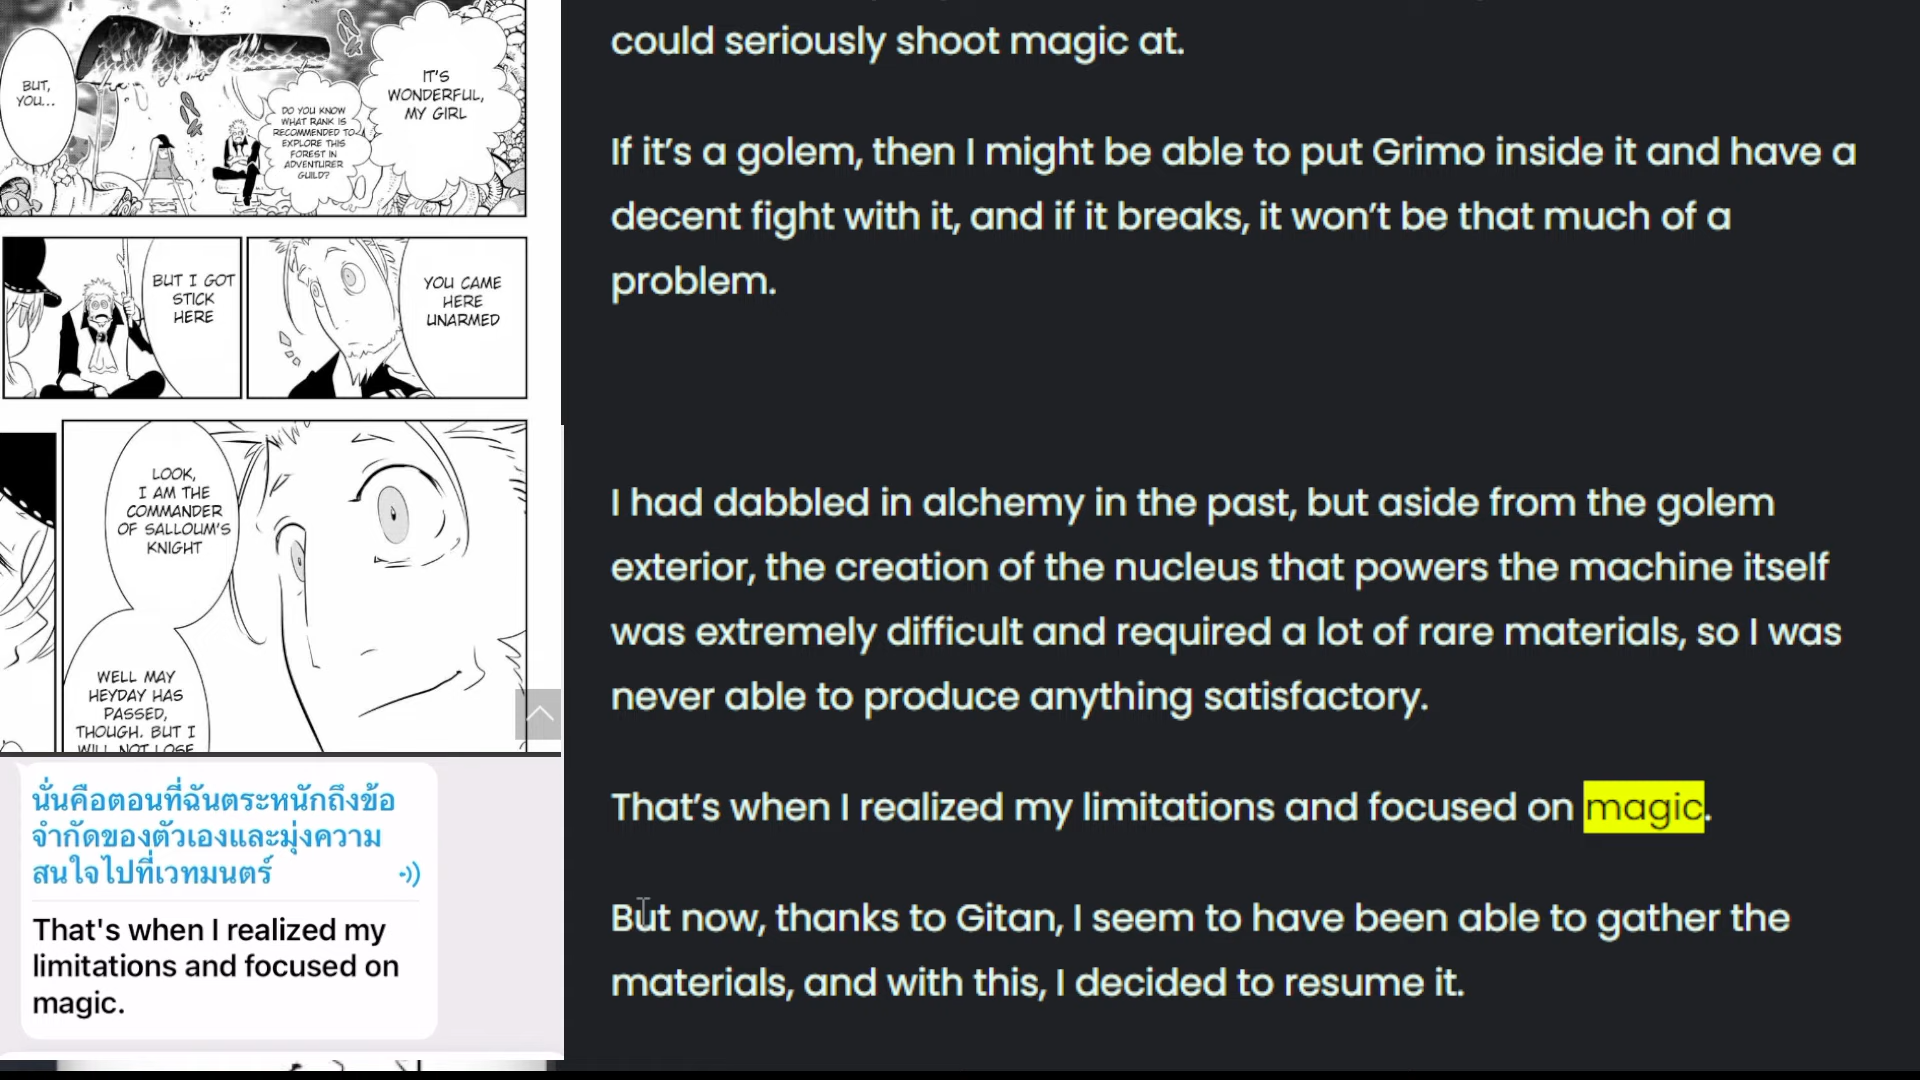 BUT,
YOU...
IT'S
WONDERFUL,
MY GIRL
DO YOU KNOW
WHAT RANK IS
RECOMMENDED TO
EXPLORE THIS
FOREST IN
ADVENTURER
GUILD?
BUT I GOT
STICK
HERE
YOU CAME
HERE
UNARMED
LOOK,
I AM THE
COMMANDER
OF SALLOUM'S
KNIGHT
WELL MAY
HEYDAY HAS
PASSED,
THOUGH. BUT I
WILL NOT LOSE
นั่นคือตอนที่ฉันตระหนักถึงข้อ
จำกัดของตัวเองและมุ่งความ
สนใจไปที่เวทมนตร์
That's when I realized my
limitations and focused on
magic.
could seriously shoot magic at.
If it's a golem, then I might be able to put Grimo inside it and have a
decent fight with it, and if it breaks, it won't be that much of a
problem.
I had dabbled in alchemy in the past, but aside from the golem
exterior, the creation of the nucleus that powers the machine itself
was extremely difficult and required a lot of rare materials, so I was
never able to produce anything satisfactory.
That's when I realized my limitations and focused on magic.
But now, thanks to Gitan, I seem to have been able to gather the
materials, and with this, I decided to resume it.